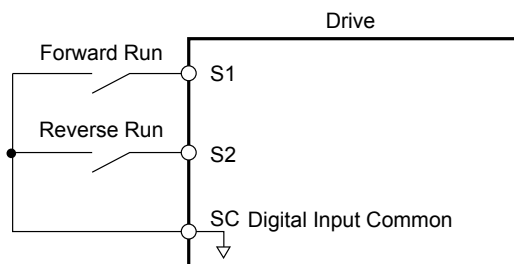 Drive
Forward Run
S1
Reverse Run
S2
SC Digital Input Common